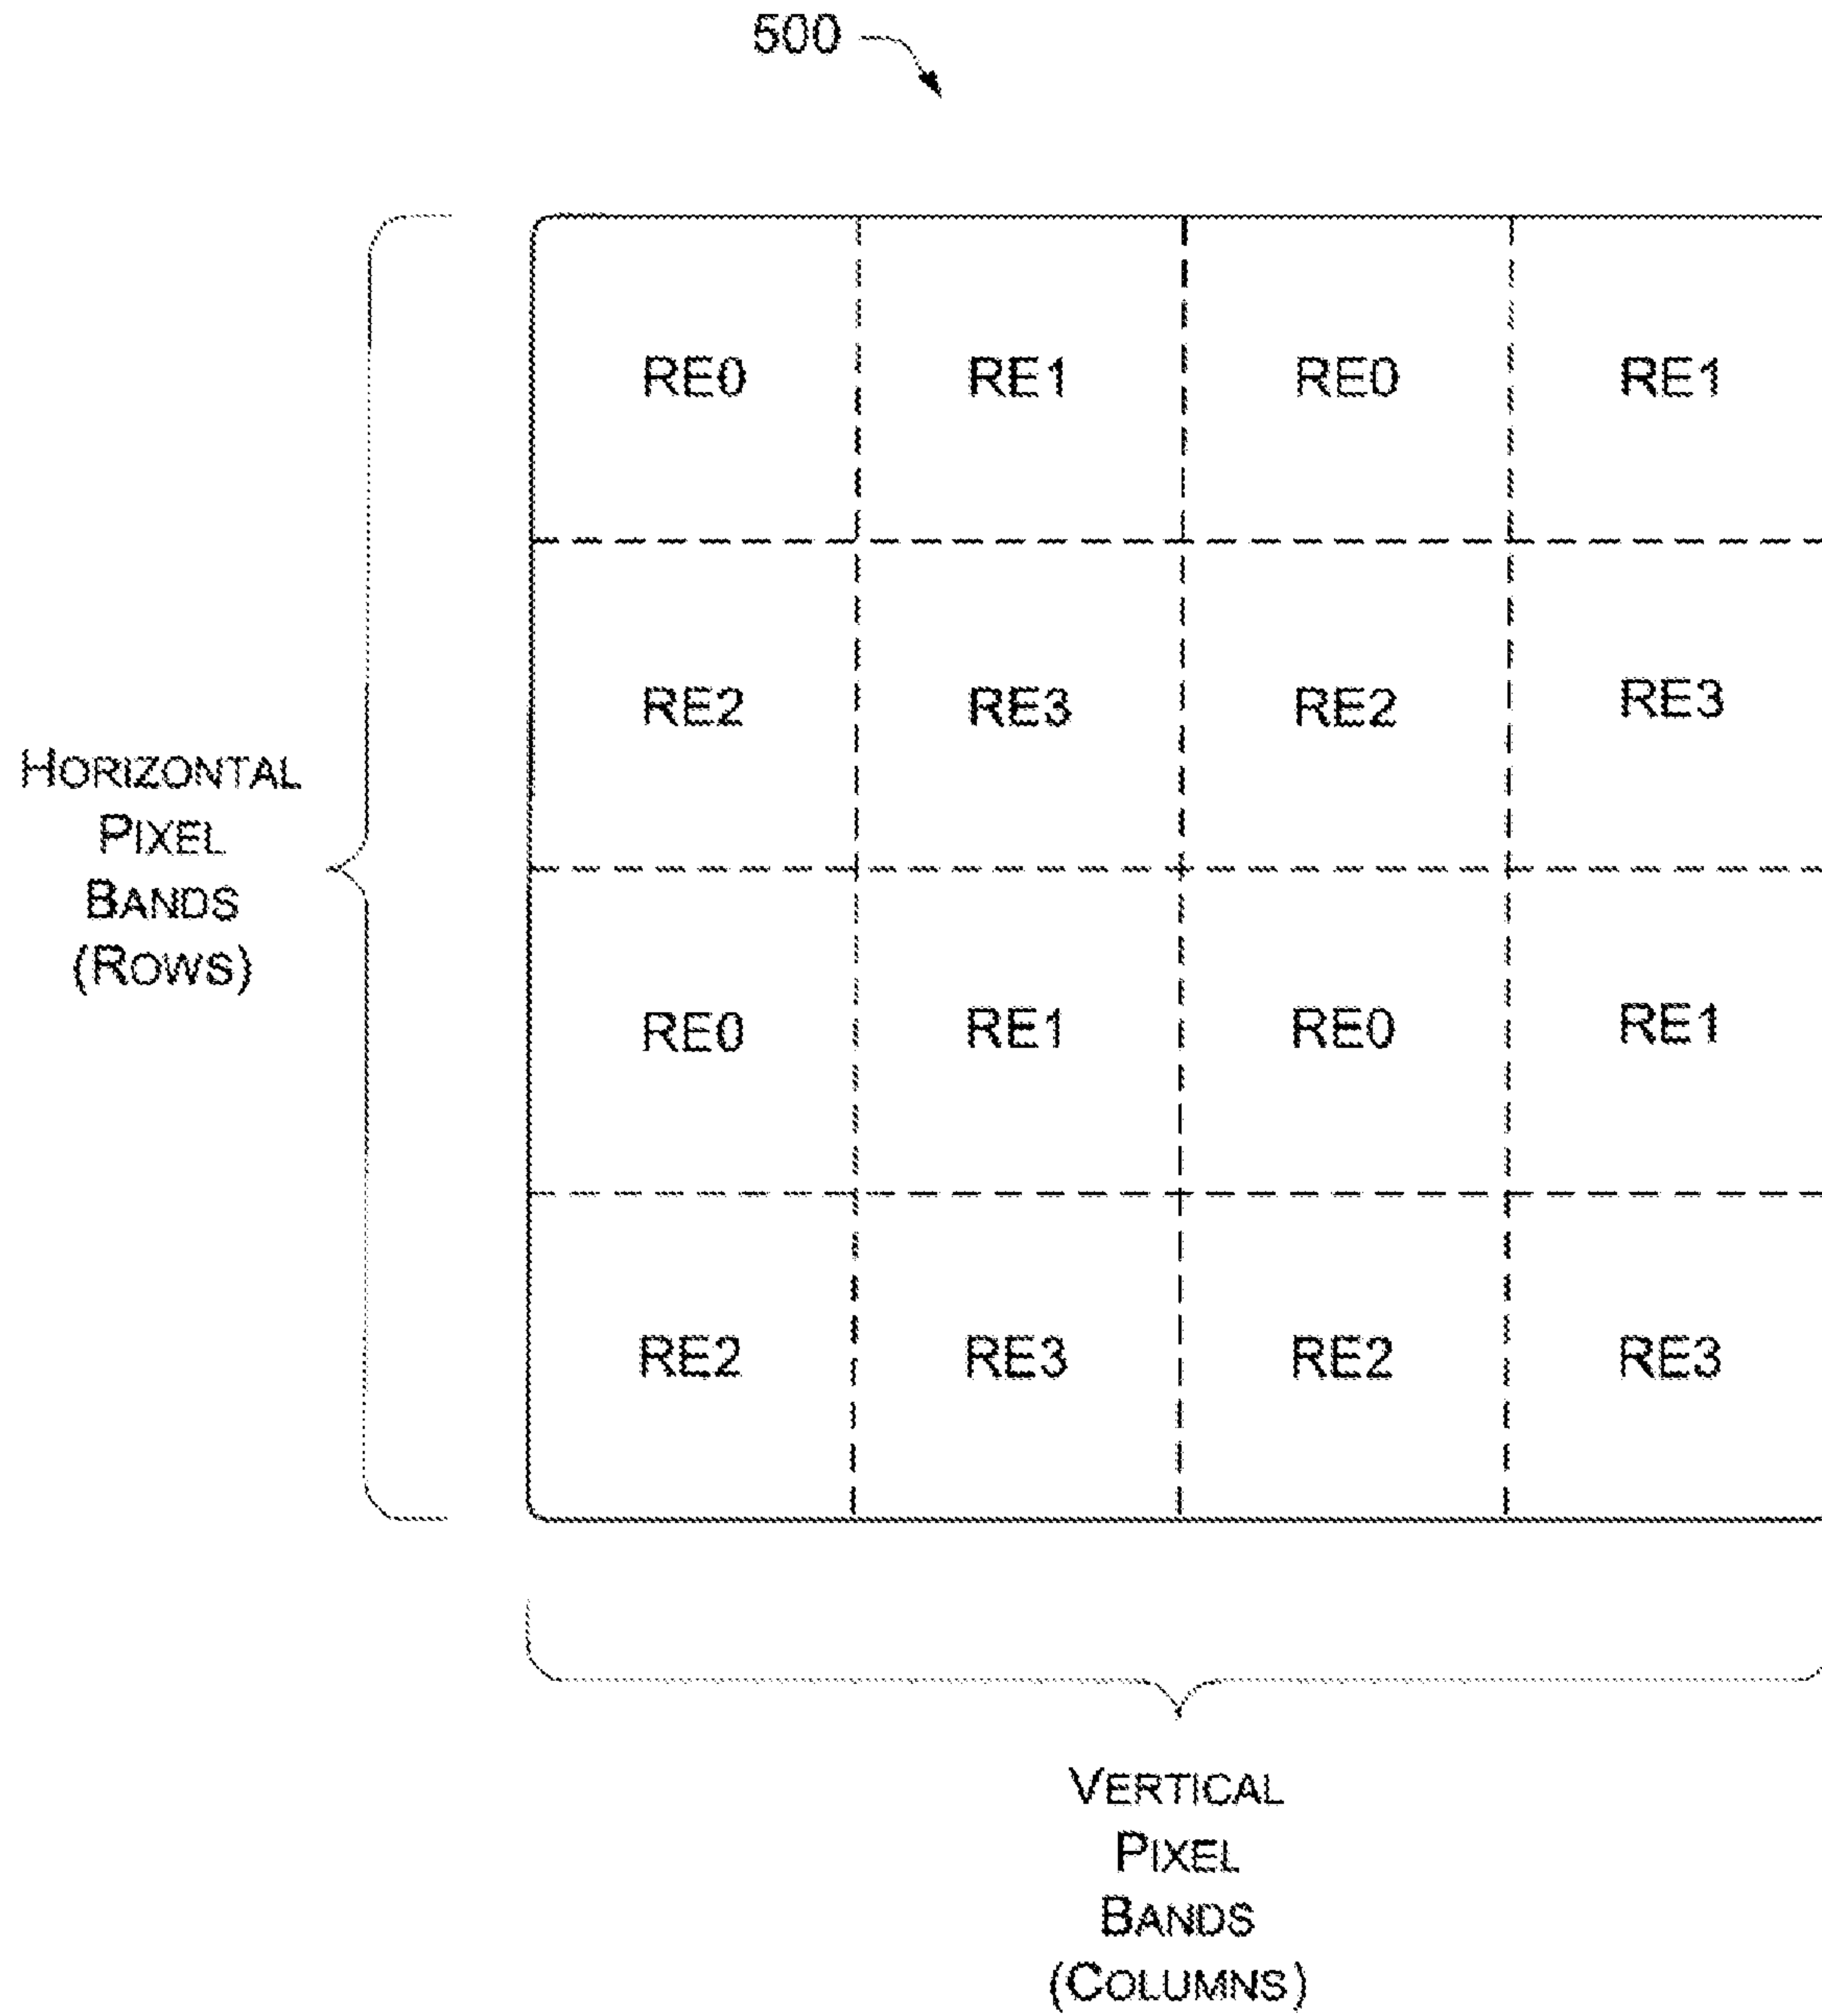 500
RE0 RE1 RE0 RE1
RE2 RE3 RE2 RE3
HORIZONTAL
PIXEL
BANDS
(ROWS)
RE0 RE1 RE0 RE1
RE2 RE3 RE2 RE3
VERTICAL
PIXEL
BANDS
(COLUMNS)